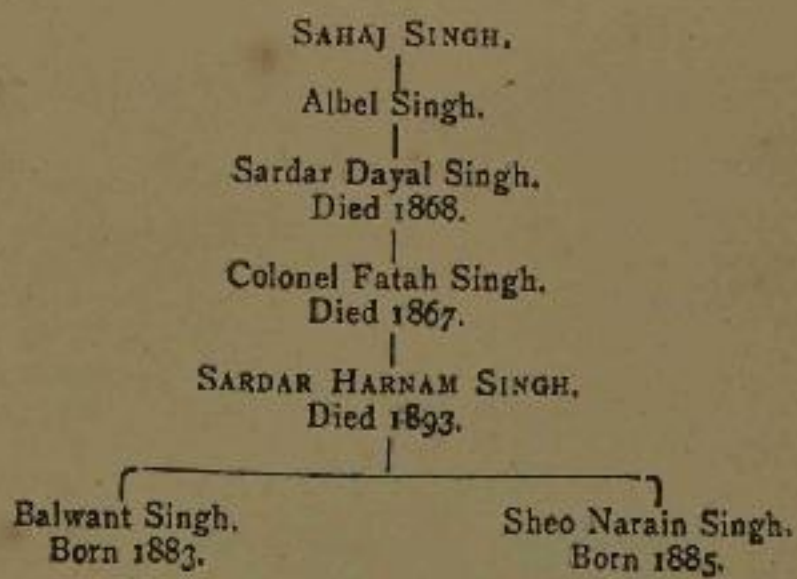 SAHAJ SINGH.
Albel Singh.
Sardar Dayal Singh.
Died 1868.
Colonel Fatah Singh.
Died 1867.
SARDAR HARNAM SINGH.
Died 1893.
Balwant Singh.
Born 1883.
Sheo Narain Singh.
Born 1885.